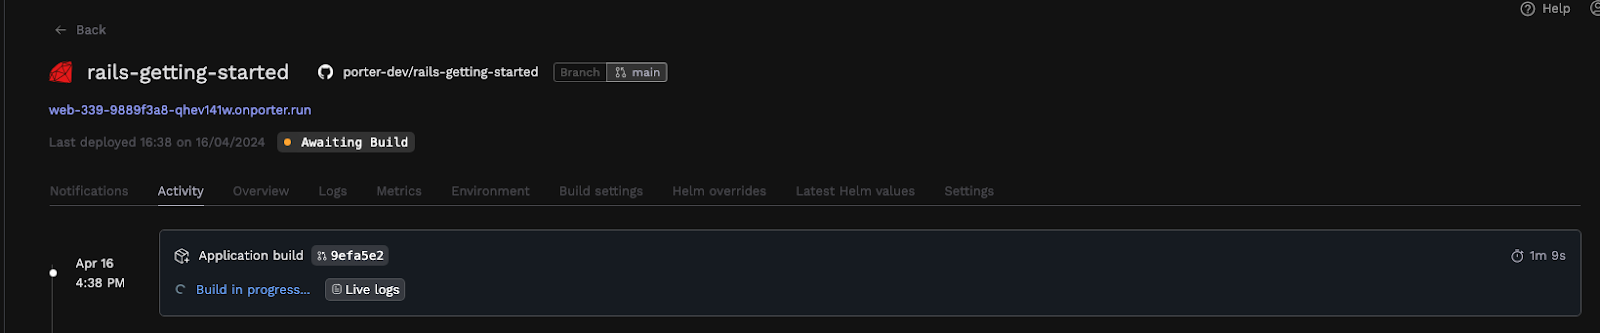 Help
Back
rails-getting-started porter-dev/rails-getting-started Branch main
web-339-9889f3a8-qhev141w.onporter.run
Last deployed 16:38 on 16/04/2024 Awaiting Build
Notifications Activity Overview Logs Metrics Environment Build settings Helm overrides Latest Helm values Settings
Apr 16
4:38 PM
Application build 9efa5e2 1m 9s
Build in progress... Live logs